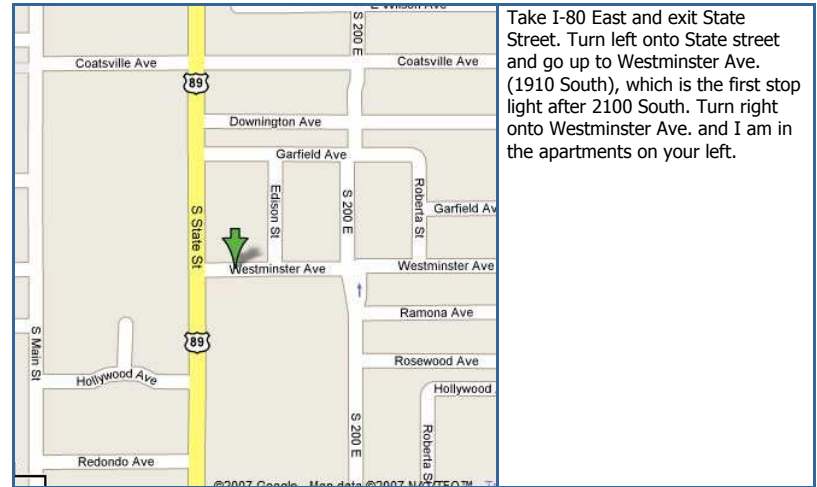 E Wilson Ave
S 200 E
Coatsville Ave
Coatsville Ave
89
Downington Ave
Garfield Ave
Edison St
S 200 E
Roberta St
Garfield Av
S State St
Westminster Ave
Westminster Ave
Ramona Ave
S Main St
89
Rosewood Ave
Hollywood Ave
Hollywood
S 200 E
Roberta S
Redondo Ave
©2007 Google - Map data ©2007 NAVTEQ™
Take I-80 East and exit State
Street. Turn left onto State street
and go up to Westminster Ave.
(1910 South), which is the first stop
light after 2100 South. Turn right
onto Westminster Ave. and I am in
the apartments on your left.